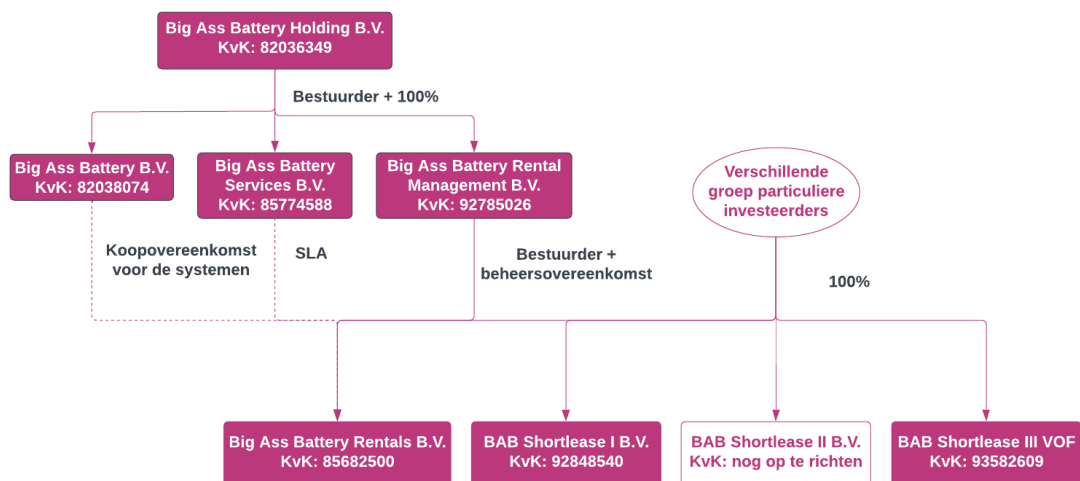 Big Ass Battery Holding B.V.
KvK: 82036349
Bestuurder + 100%
Big Ass Battery B.V.
KvK: 82038074
Big Ass Battery
Services B.V.
KvK: 85774588
Big Ass Battery Rental
Management B.V.
KvK: 92785026
Verschillende
groep particuliere
investeerders
Koopovereenkomst
voor de systemen
SLA
Bestuurder +
beheersovereenkomst
100%
Big Ass Battery Rentals B.V.
KvK: 85682500
BAB Shortlease I B.V.
KvK: 92848540
BAB Shortlease II B.V.
KvK: nog op te richten
BAB Shortlease III VOF
KvK: 93582609